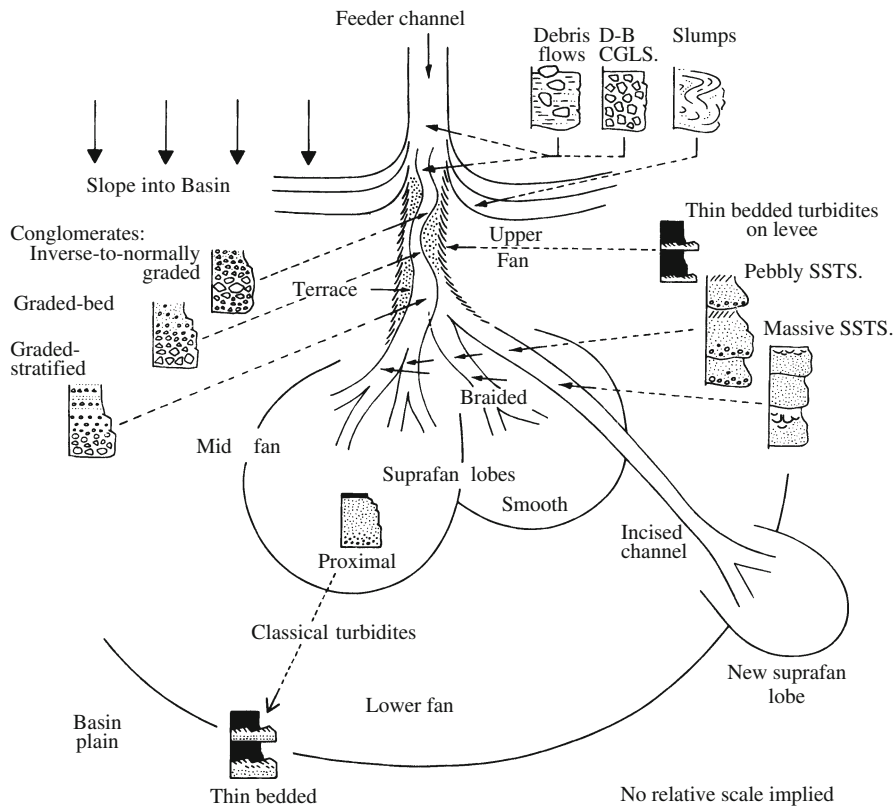 Feeder channel
Debris
flows
D-B
CGLS.
Slumps
Slope into Basin
Thin bedded turbidites
on levee
Conglomerates:
Inverse-to-normally
graded
Upper
Fan
Pebbly SSTS.
Graded-bed
Terrace
Massive SSTS.
Graded-
stratified
Braided
Mid fan
Suprafan lobes
Smooth
Incised
channel
Proximal
Classical turbidites
New suprafan
lobe
Lower fan
Basin
plain
Thin bedded
No relative scale implied